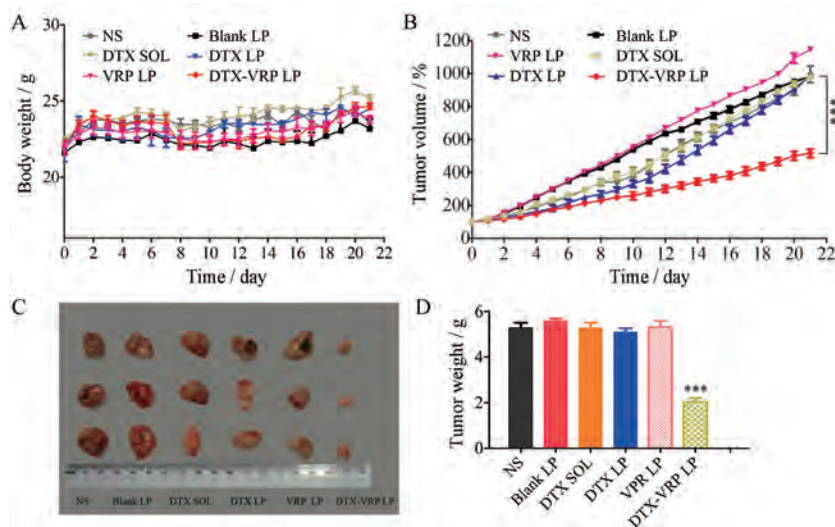 A
30
25
20
Body weight / g
NS
Blank LP
DTX SOL
DTX LP
VRP LP
DTX-VRP LP
0 2 4 6 8 10 12 14 16 18 20 22
Time / day
B
1200
1000
800
600
400
200
100
Tumor volume / %
NS
Blank LP
VRP LP
DTX SOL
DTX LP
DTX-VRP LP
***
0 2 4 6 8 10 12 14 16 18 20 22
Time / day
C
NS Blank LP DTX SOL DTX LP VRP LP DTX-VRP LP
D
6
4
2
0
Tumor weight / g
***
NS
Blank LP
DTX SOL
DTX LP
VPR LP
DTX-VRP LP